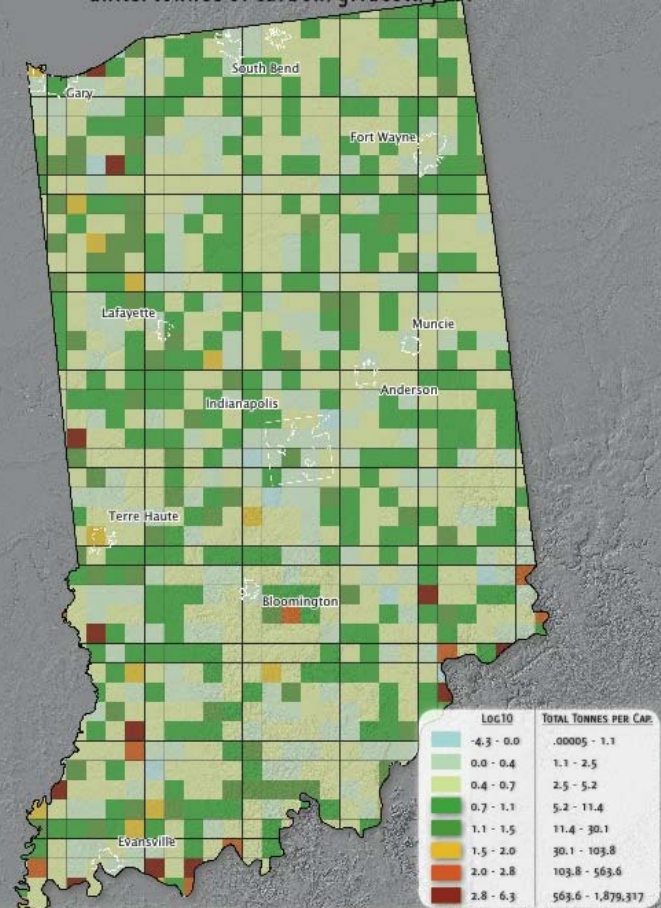 South Bend
Gary
Fort Wayne
Lafayette
Muncie
Anderson
Indianapolis
Terre Haute
Bloomington
Evansville
LOG10 TOTAL TONNES PER CAP.
-4.3 - 0.0 .00005 - 1.1
0.0 - 0.4 1.1 - 2.5
0.4 - 0.7 2.5 - 5.2
0.7 - 1.1 5.2 - 11.4
1.1 - 1.5 11.4 - 30.1
1.5 - 2.0 30.1 - 103.8
2.0 - 2.8 103.8 - 563.6
2.8 - 6.3 563.6 - 1,879,317